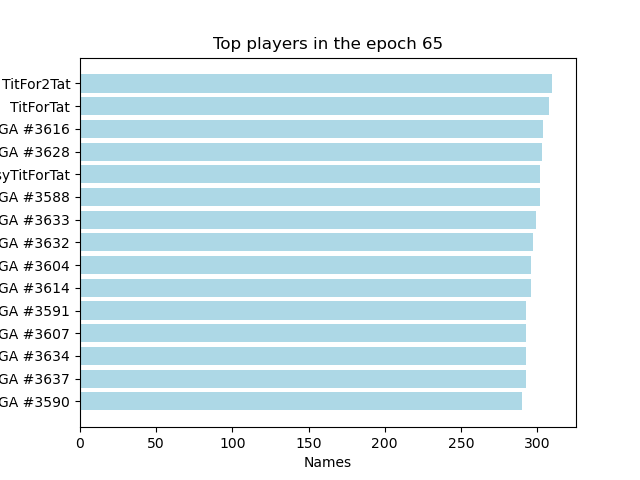 Top players in the epoch 65
TitFor2Tat
TitForTat
GA #3616
GA #3628
syTitForTat
GA #3588
GA #3633
GA #3632
GA #3604
GA #3614
GA #3591
GA #3607
GA #3634
GA #3637
GA #3590
0 50 100 150 200 250 300
Names